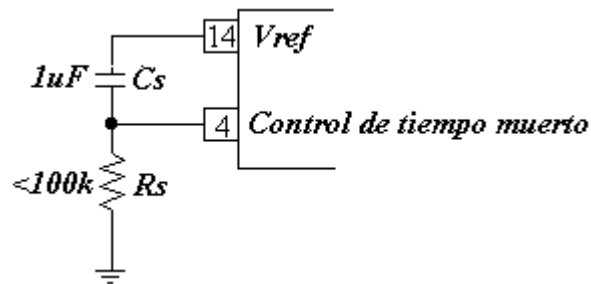 14 Vref
1uF Cs
4 Control de tiempo muerto
<100k Rs